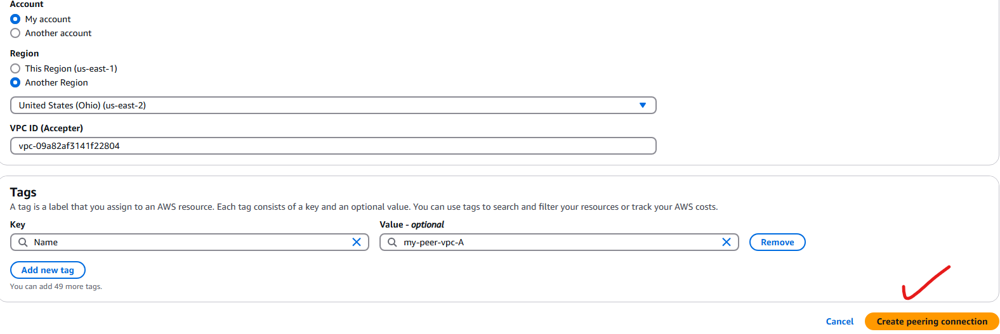 Account
My account
Another account
Region
This Region (us-east-1)
Another Region
United States (Ohio) (us-east-2)
VPC ID (Accepter)
vpc-09a82af3141f22804
Tags
A tag is a label that you assign to an AWS resource. Each tag consists of a key and an optional value. You can use tags to search and filter your resources or track your AWS costs.
Key Value - optional
Name my-peer-vpc-A Remove
Add new tag
You can add 49 more tags.
Cancel Create peering connection